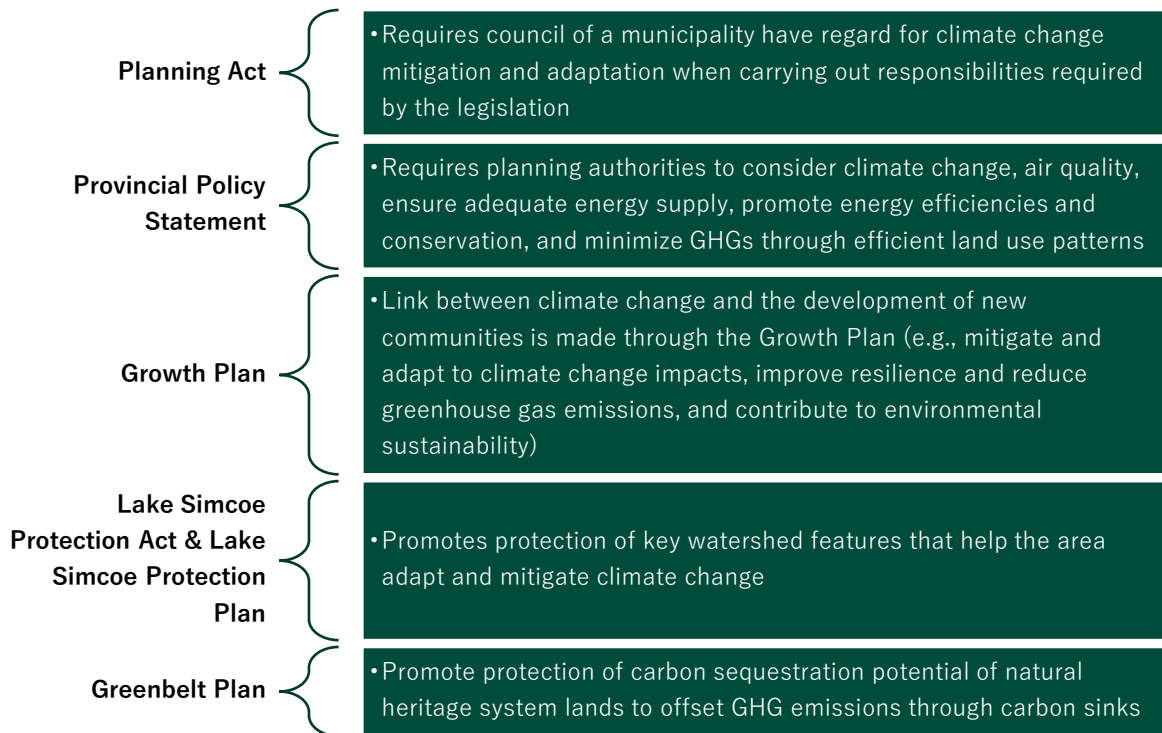 Planning Act
•Requires council of a municipality have regard for climate change
mitigation and adaptation when carrying out responsibilities required
by the legislation
Provincial Policy
Statement
•Requires planning authorities to consider climate change, air quality,
ensure adequate energy supply, promote energy efficiencies and
conservation, and minimize GHGs through efficient land use patterns
Growth Plan
•Link between climate change and the development of new
communities is made through the Growth Plan (e.g., mitigate and
adapt to climate change impacts, improve resilience and reduce
greenhouse gas emissions, and contribute to environmental
sustainability)
Lake Simcoe
Protection Act & Lake
Simcoe Protection
Plan
•Promotes protection of key watershed features that help the area
adapt and mitigate climate change
Greenbelt Plan
•Promote protection of carbon sequestration potential of natural
heritage system lands to offset GHG emissions through carbon sinks